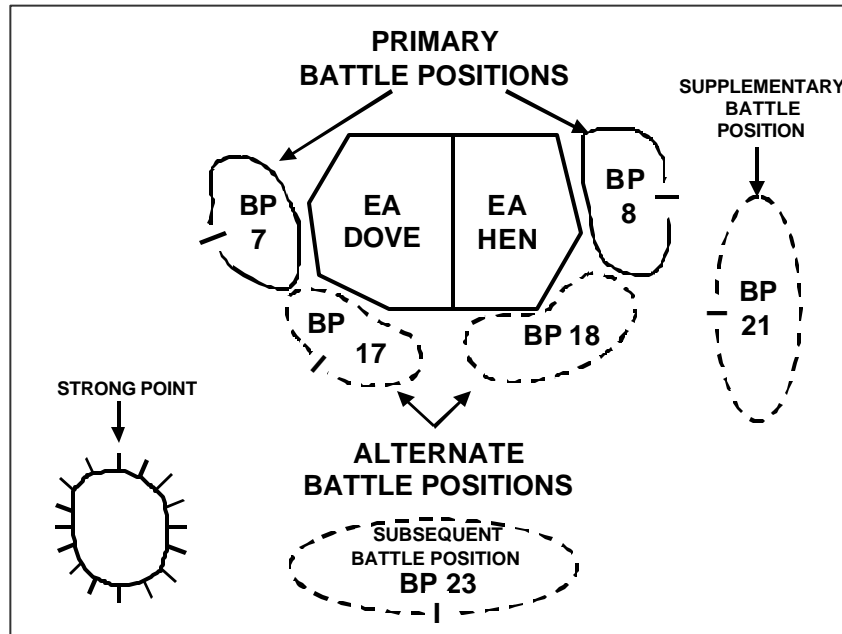 PRIMARY
BATTLE POSITIONS
SUPPLEMENTARY
BATTLE
POSITION
BP
7
EA
DOVE
EA
HEN
BP
8
BP
21
BP
17
BP 18
STRONG POINT
ALTERNATE
BATTLE POSITIONS
SUBSEQUENT
BATTLE POSITION
BP 23